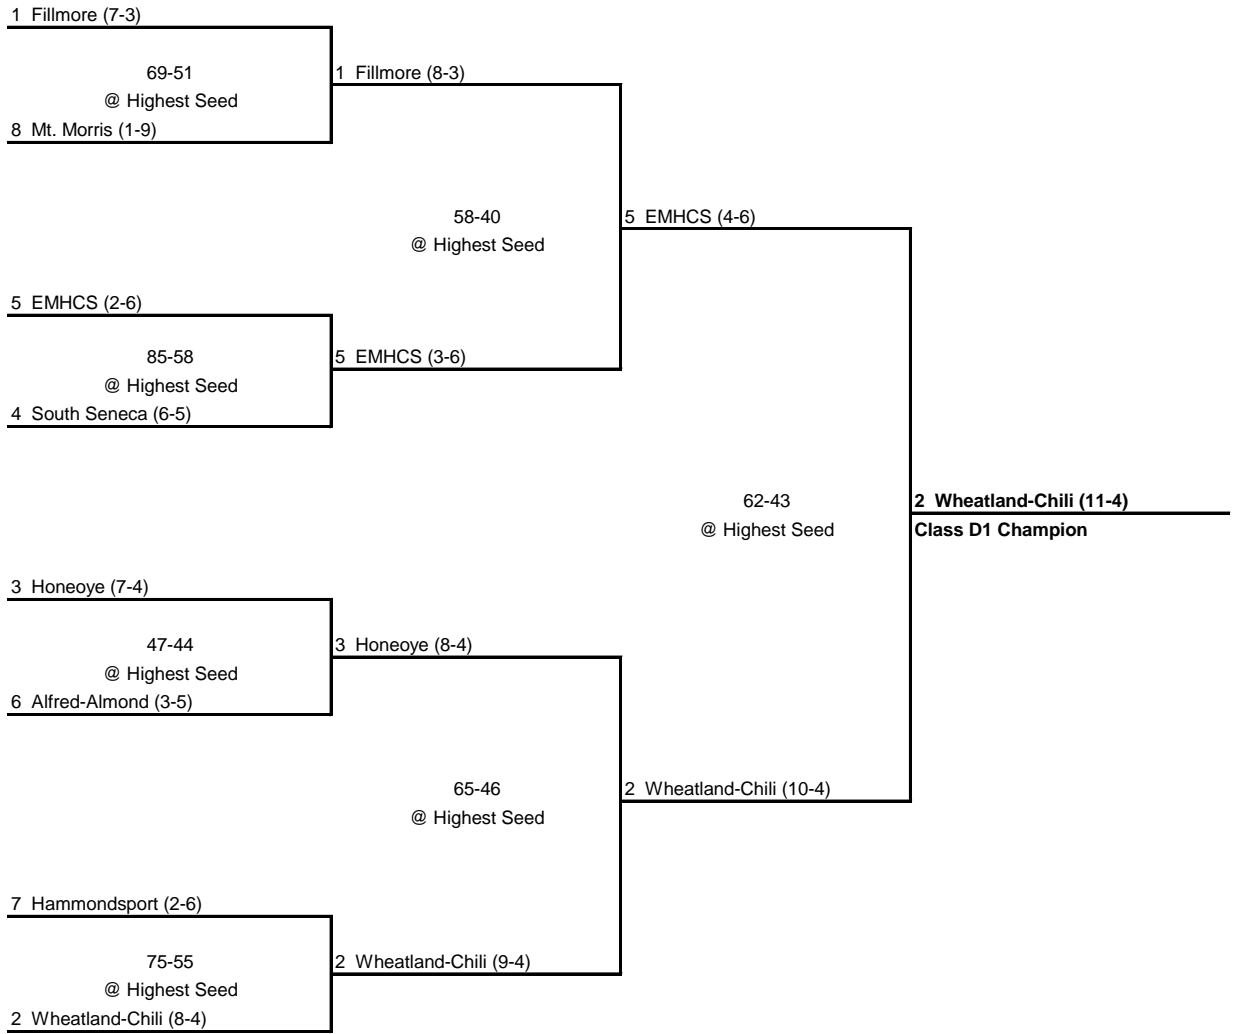 1 Fillmore (7-3)
69-51
@ Highest Seed
8 Mt. Morris (1-9)
1 Fillmore (8-3)
58-40
@ Highest Seed
5 EMHCS (4-6)
5 EMHCS (2-6)
85-58
@ Highest Seed
4 South Seneca (6-5)
5 EMHCS (3-6)
62-43
@ Highest Seed
2 Wheatland-Chili (11-4)
Class D1 Champion
3 Honeoye (7-4)
47-44
@ Highest Seed
6 Alfred-Almond (3-5)
3 Honeoye (8-4)
65-46
@ Highest Seed
2 Wheatland-Chili (10-4)
7 Hammondsport (2-6)
75-55
@ Highest Seed
2 Wheatland-Chili (8-4)
2 Wheatland-Chili (9-4)